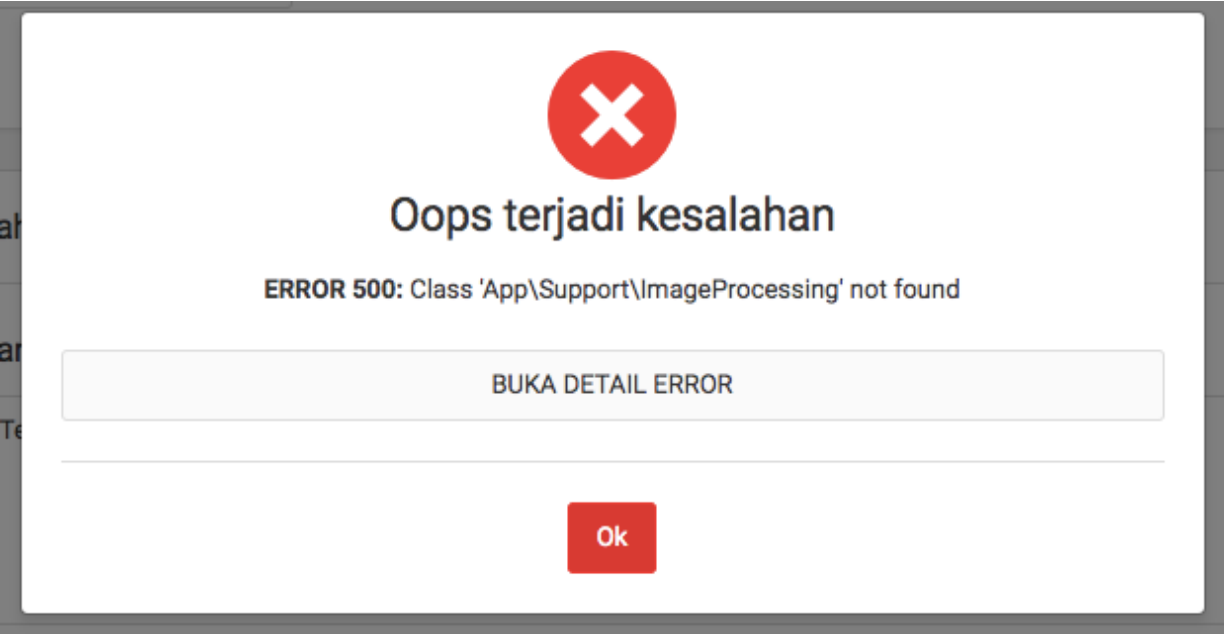 Oops terjadi kesalahan
ERROR 500: Class 'App\Support\ImageProcessing' not found
BUKA DETAIL ERROR
Ok